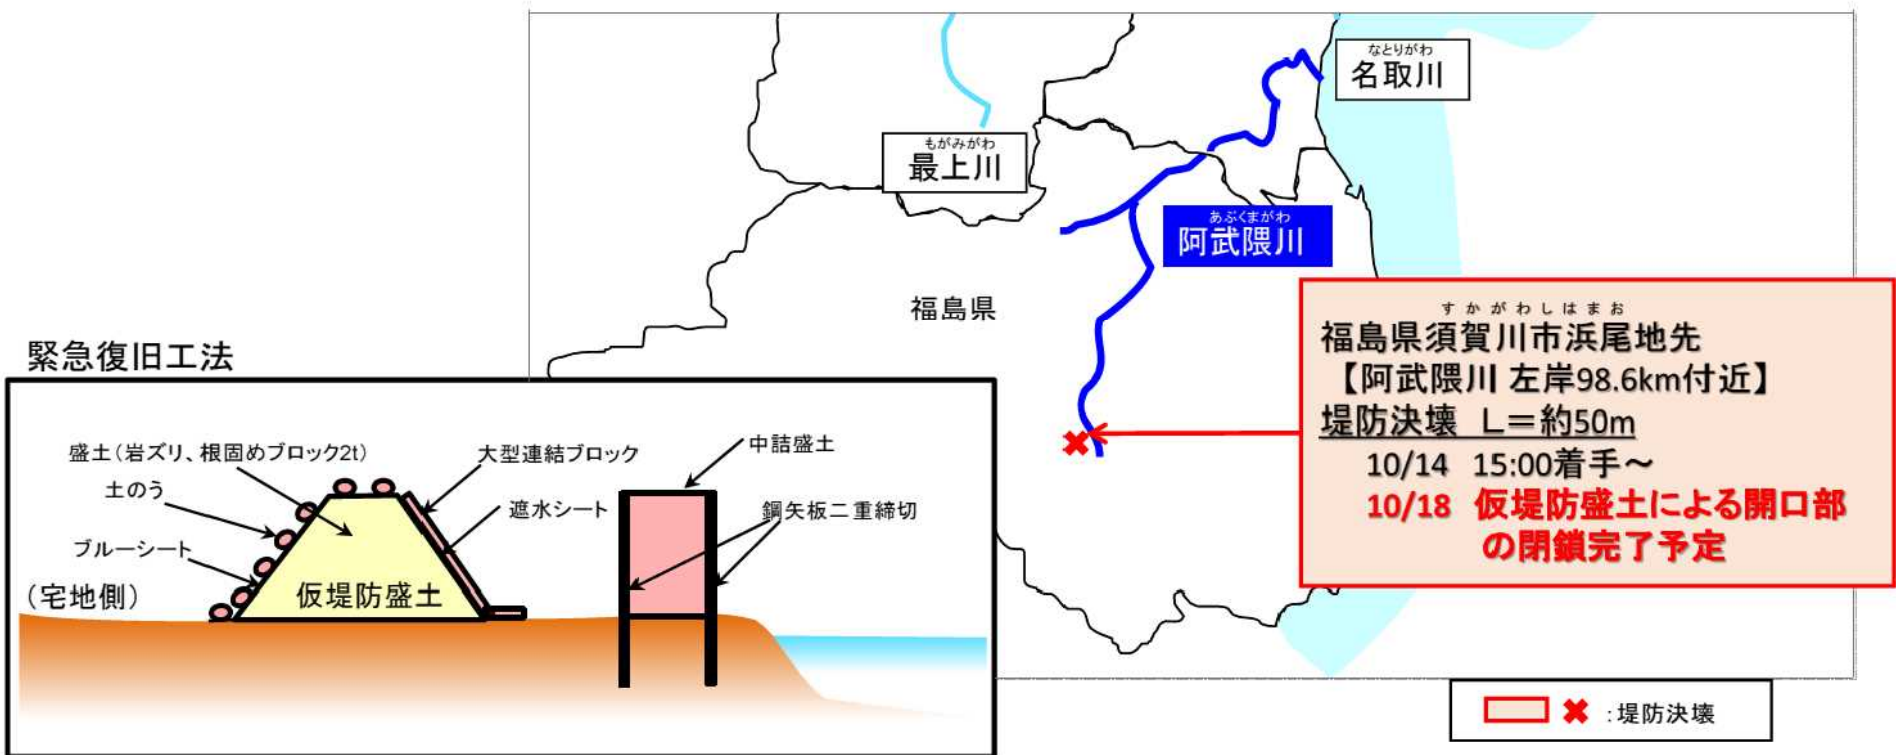 なとりがわ
名取川
もがみがわ
最上川
あぶくまがわ
阿武隈川
福島県
すかがわしはまお
福島県須賀川市浜尾地先
【阿武隈川 左岸98.6km付近】
堤防決壊 L=約50m
10/14 15:00着手~
10/18 仮堤防盛土による開口部
の閉鎖完了予定
緊急復旧工法
盛土(岩ズリ、根固めブロック2t)
大型連結ブロック
中詰盛土
土のう
遮水シート
鋼矢板二重締切
ブルーシート
(宅地側)
仮堤防盛土
:堤防決壊